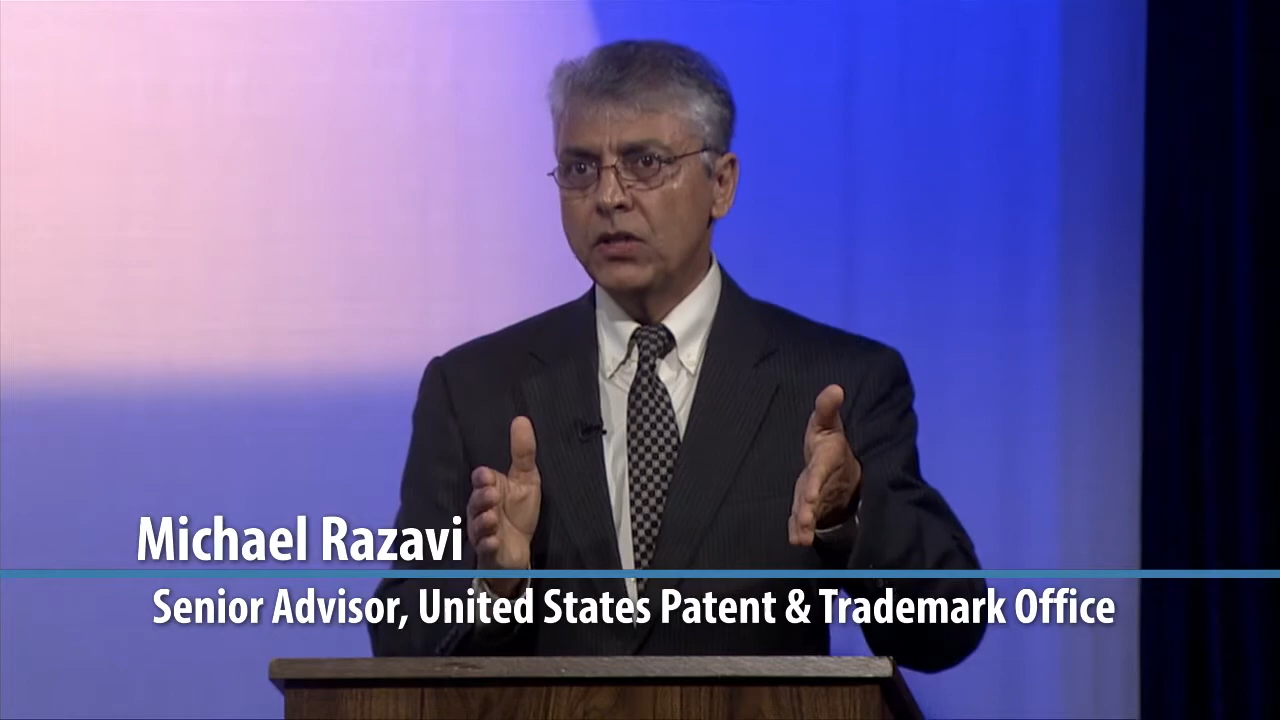 Michael Razavi
Senior Advisor, United States Patent & Trademark Office